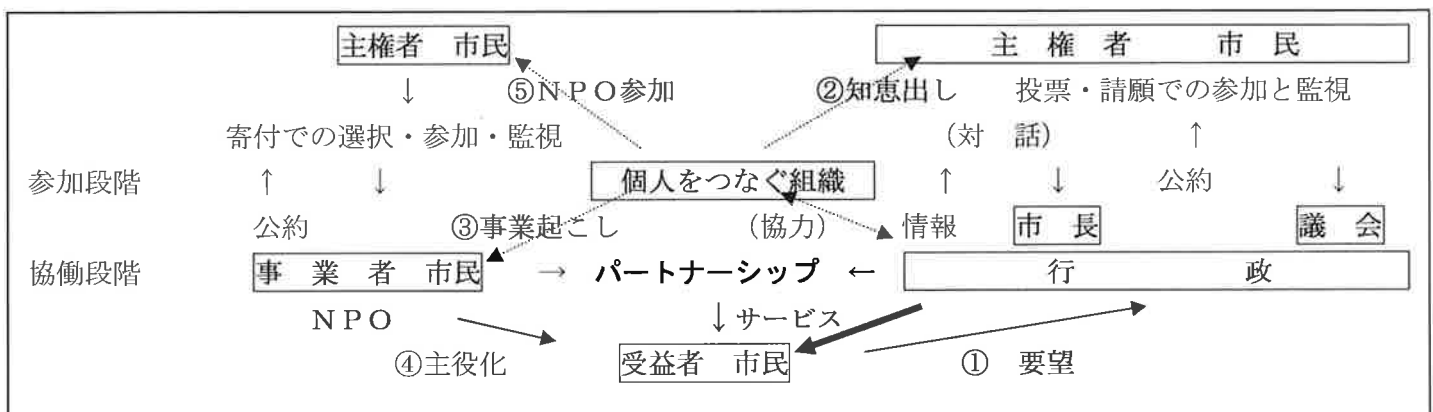 主権者　市民　主　権　者　市　民
↓　⑤ＮＰＯ参加　②知恵出し　投票・請願での参加と監視
寄付での選択・参加・監視　(対　話)　↑
参加段階　↑　↓　個人をつなぐ組織　↑　↓　公約　↓
公約　③事業起こし　(協力)　情報　市　長　議　会
協働段階　事　業　者　市民　→　パートナーシップ　←　行　政
ＮＰＯ　↓サービス
④主役化　受益者　市民　①　要望